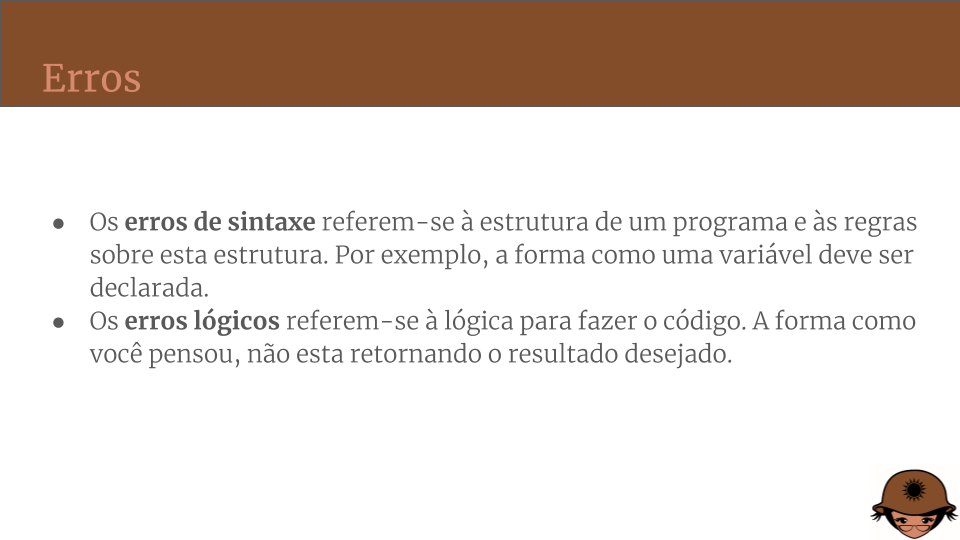 Erros
● Os erros de sintaxe referem-se à estrutura de um programa e às regras
sobre esta estrutura. Por exemplo, a forma como uma variável deve ser
declarada.
● Os erros lógicos referem-se à lógica para fazer o código. A forma como
você pensou, não esta retornando o resultado desejado.